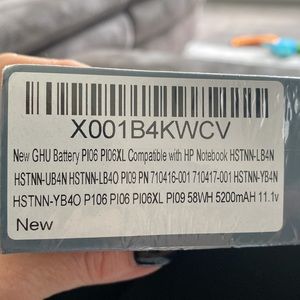 X001B4KWCV
New GHU Battery PI06 PI06XL Compatible with HP Notebook HSTNN-LB4N
HSTNN-UB4N HSTNN-LB4O PI09 PN 710416-001 710417-001 HSTNN-YB4N
HSTNN-YB4O P106 PI06 PI06XL PI09 58WH 5200mAH 11.1v
New